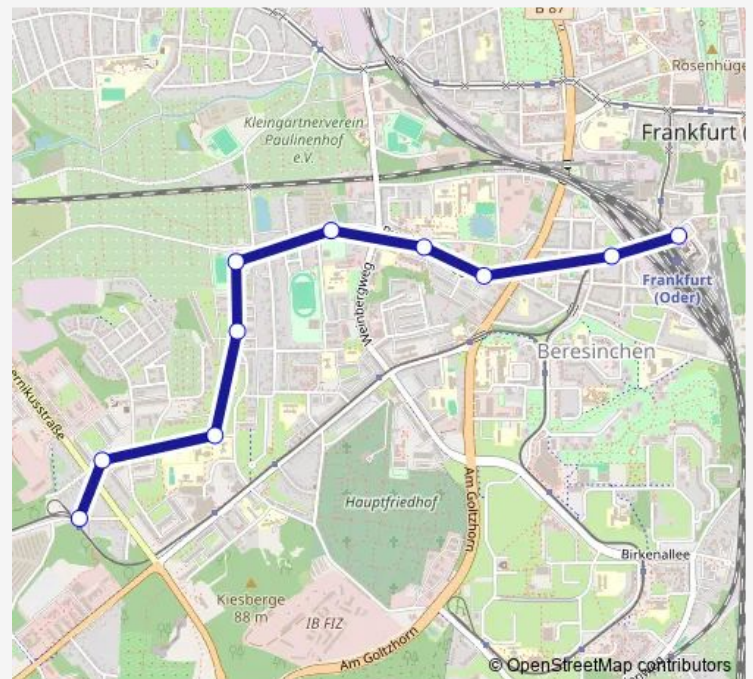 B 87
Rosenhüge
Kleingärtnerverein
Paulinenhof
e.V.
Frankfurt (
Weinbergweg
Frankfurt
(Oder)
Beresinchen
ernikusstraße
Hauptfriedhof
Am Goltzhorn
Birkenallee
Kiesberge
88 m
IB FIZ
Am Goltzhorn
© OpenStreetMap contributors